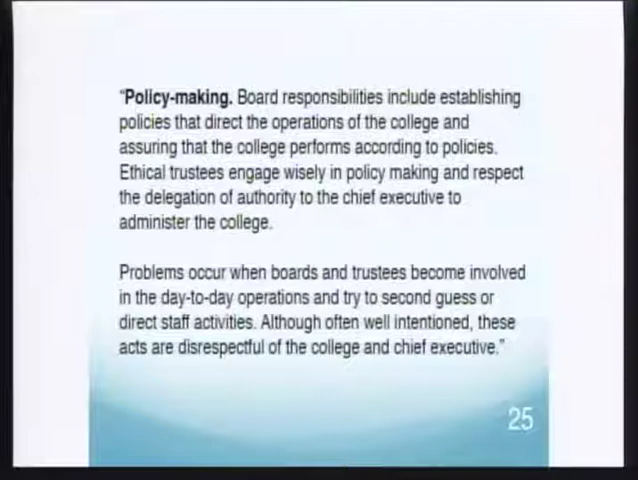 “Policy-making. Board responsibilities include establishing
policies that direct the operations of the college and
assuring that the college performs according to policies.
Ethical trustees engage wisely in policy making and respect
the delegation of authority to the chief executive to
administer the college.
Problems occur when boards and trustees become involved
in the day-to-day operations and try to second guess or
direct staff activities. Although often well intentioned, these
acts are disrespectful of the college and chief executive.”
25